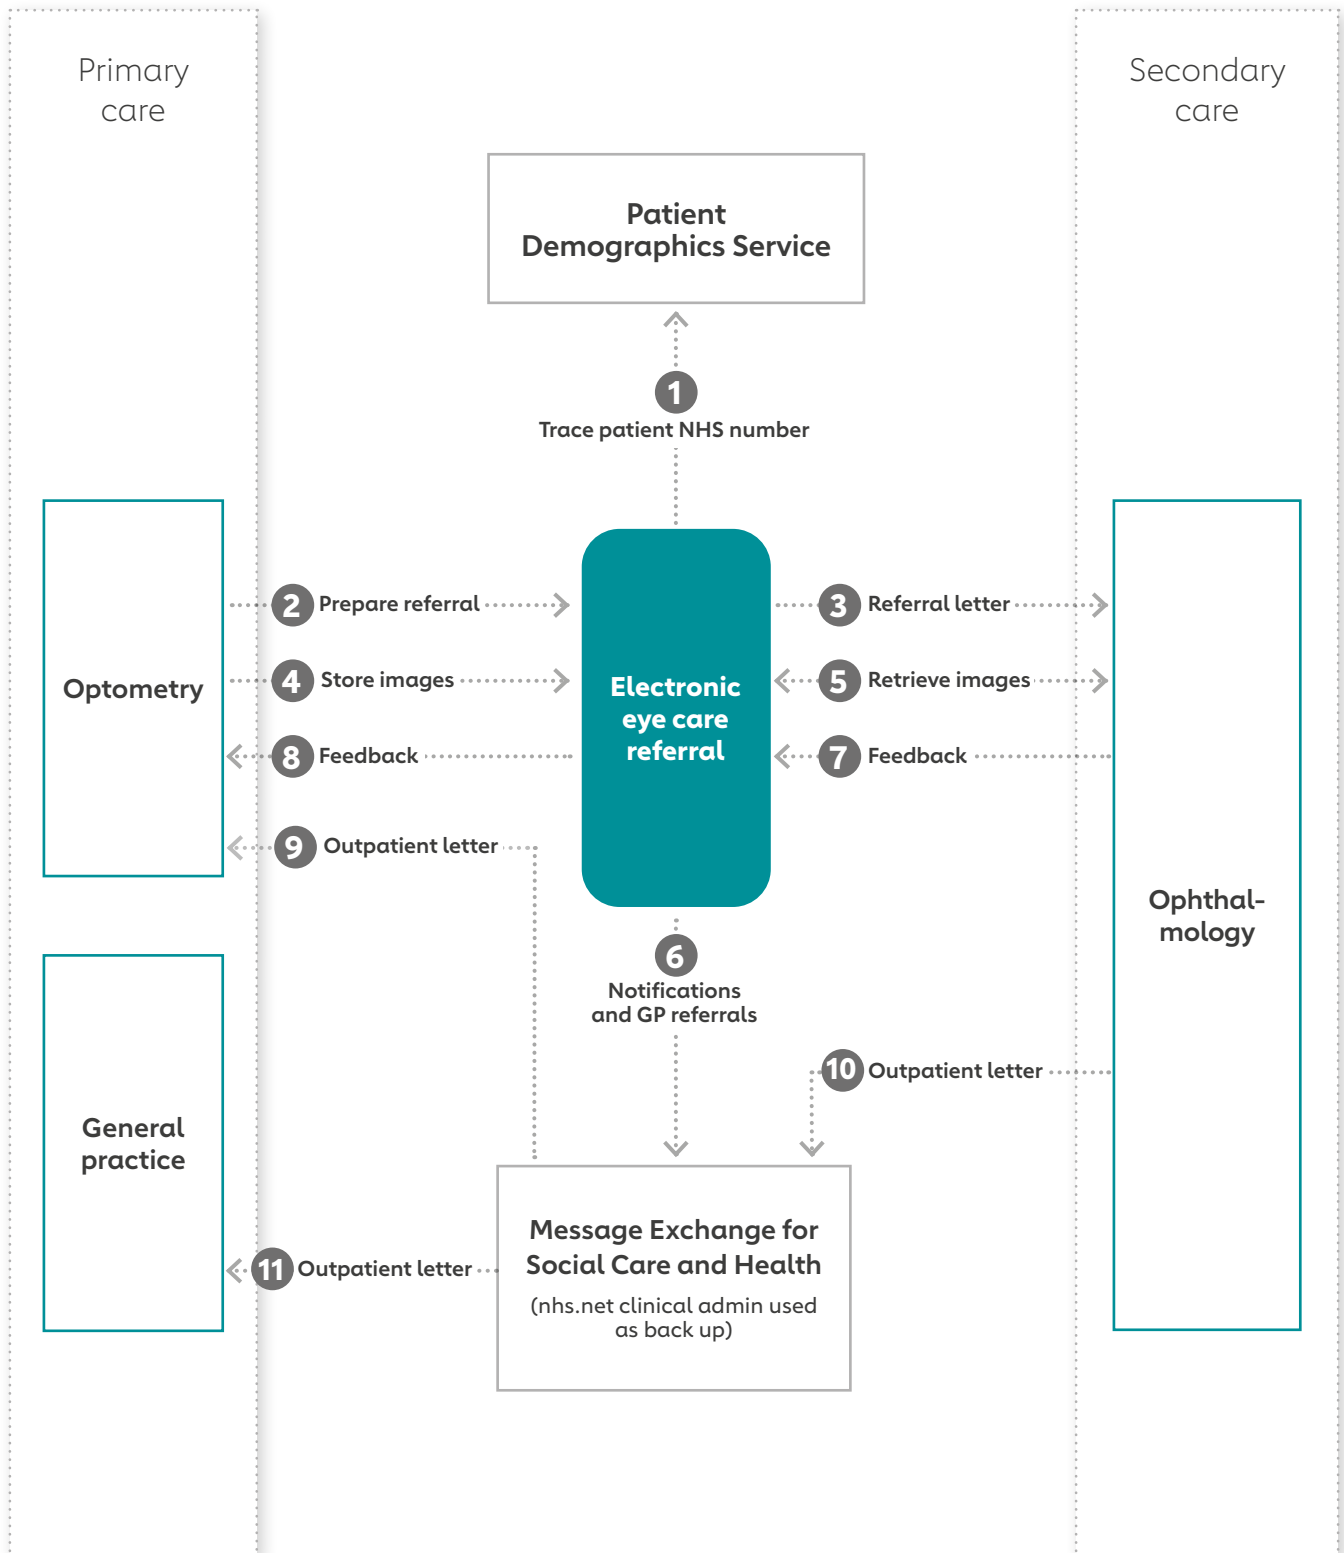 Primary
care
Secondary
care
Patient
Demographics Service
1
Trace patient NHS number
2 Prepare referral
3 Referral letter
Optometry
4 Store images
Electronic
eye care
referral
5 Retrieve images
8 Feedback
7 Feedback
9 Outpatient letter
Ophthal-
mology
6
Notifications
and GP referrals
10 Outpatient letter
General
practice
11 Outpatient letter
Message Exchange for
Social Care and Health
(nhs.net clinical admin used
as back up)